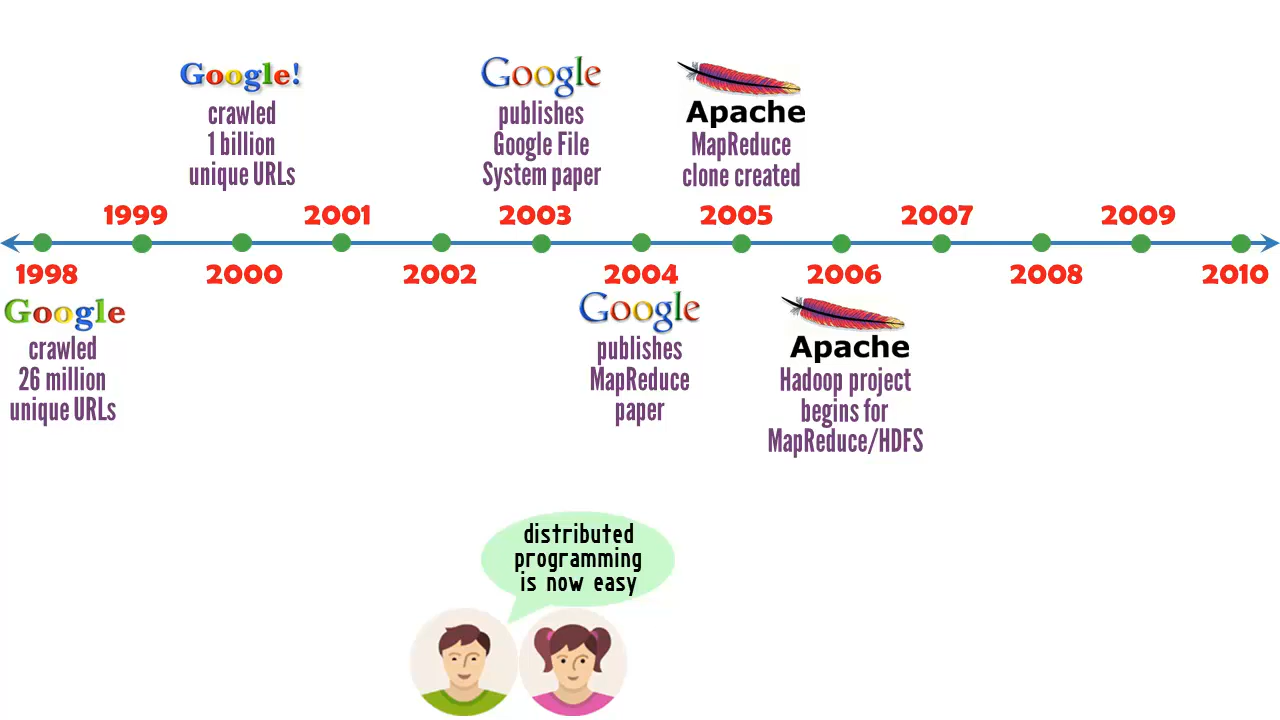 Google!
crawled
1 billion
unique URLs
Google
publishes
Google File
System paper
Apache
MapReduce
clone created
1999 2001 2003 2005 2007 2009
1998 2000 2002 2004 2006 2008 2010
Google
crawled
26 million
unique URLs
Google
publishes
MapReduce
paper
Apache
Hadoop project
begins for
MapReduce/HDFS
distributed
programming
is now easy